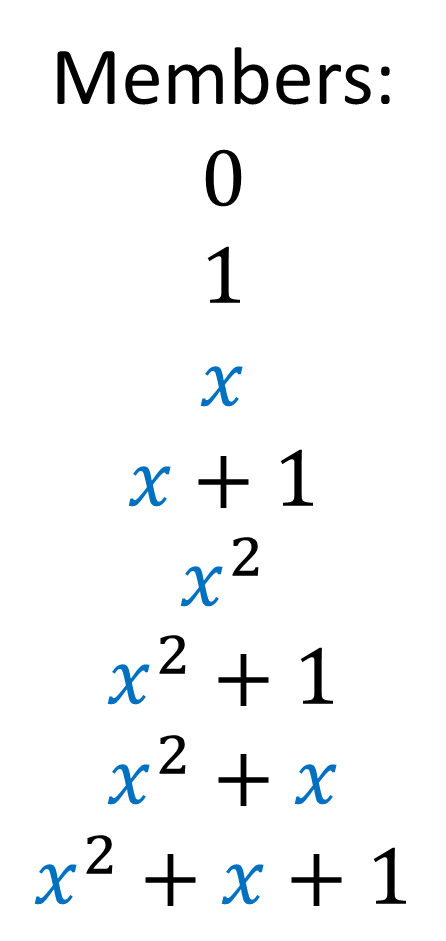 Members:
0
1
x
x + 1
x²
x² + 1
x² + x
x² + x + 1